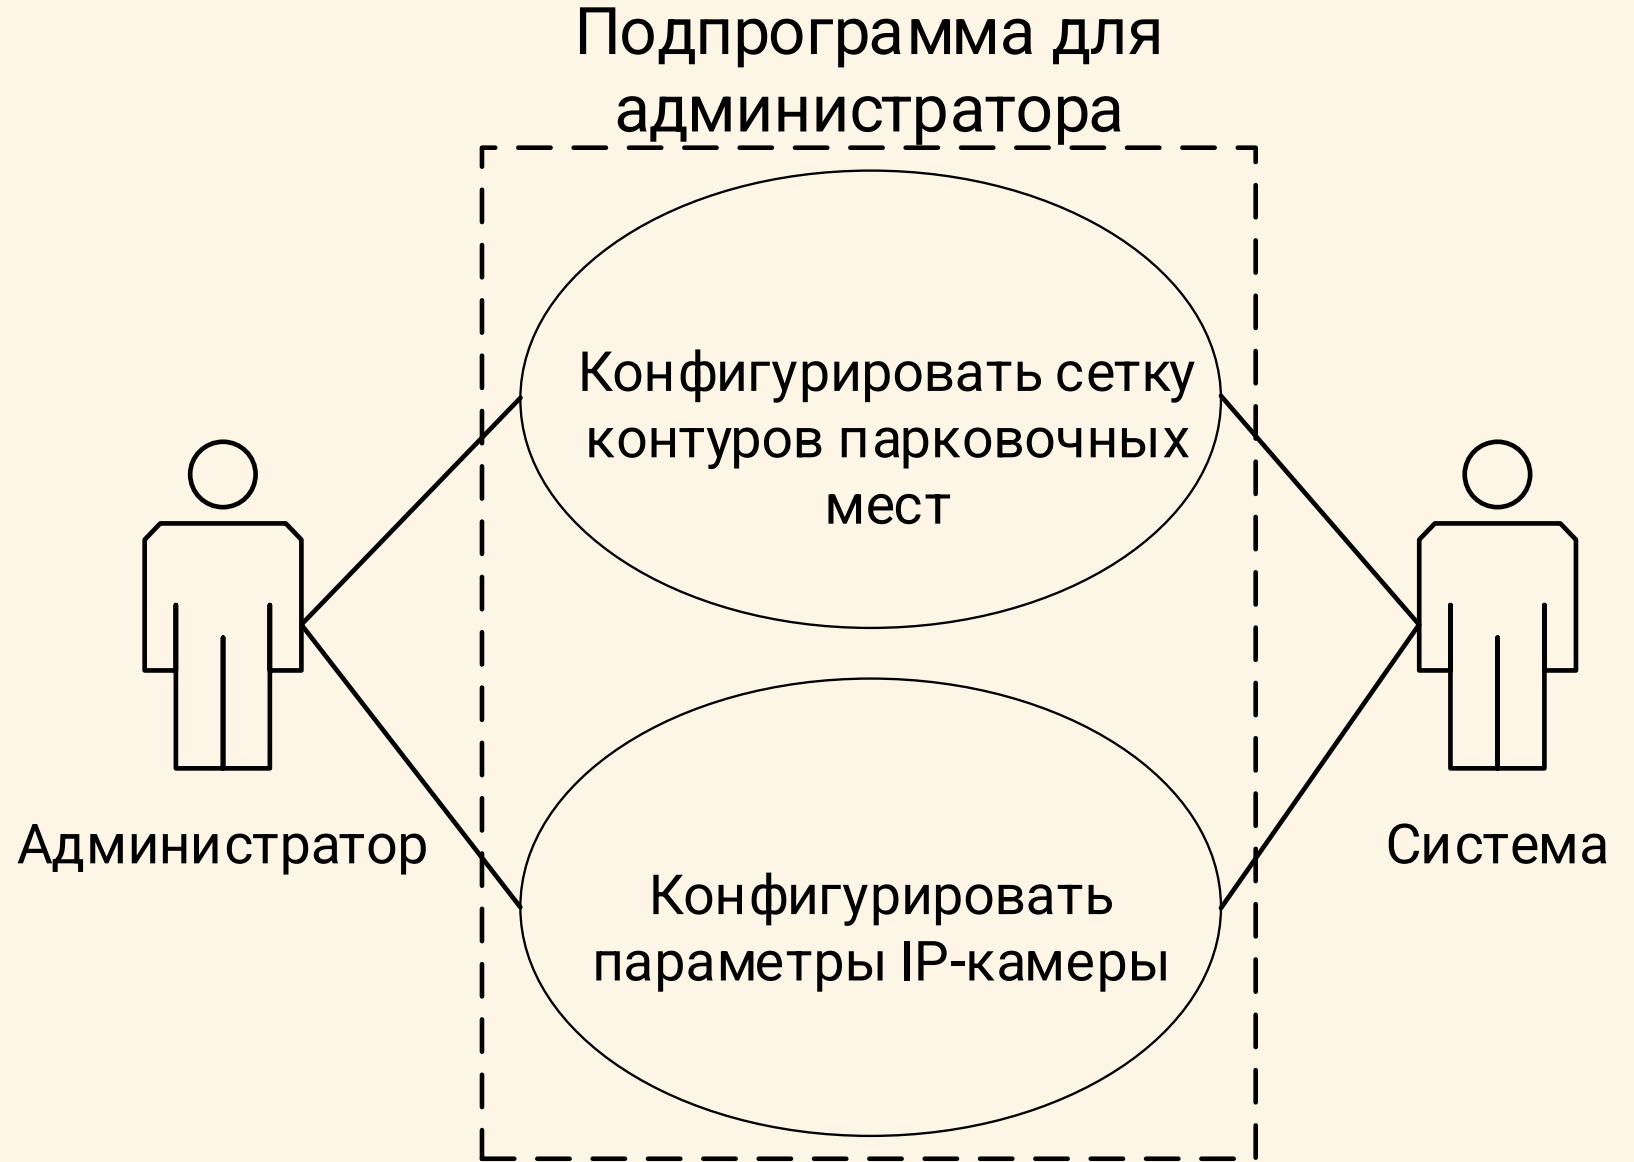 Подпрограмма для
администратора
Конфигурировать сетку
контуров парковочных
мест
Администратор
Система
Конфигурировать
параметры IP-камеры